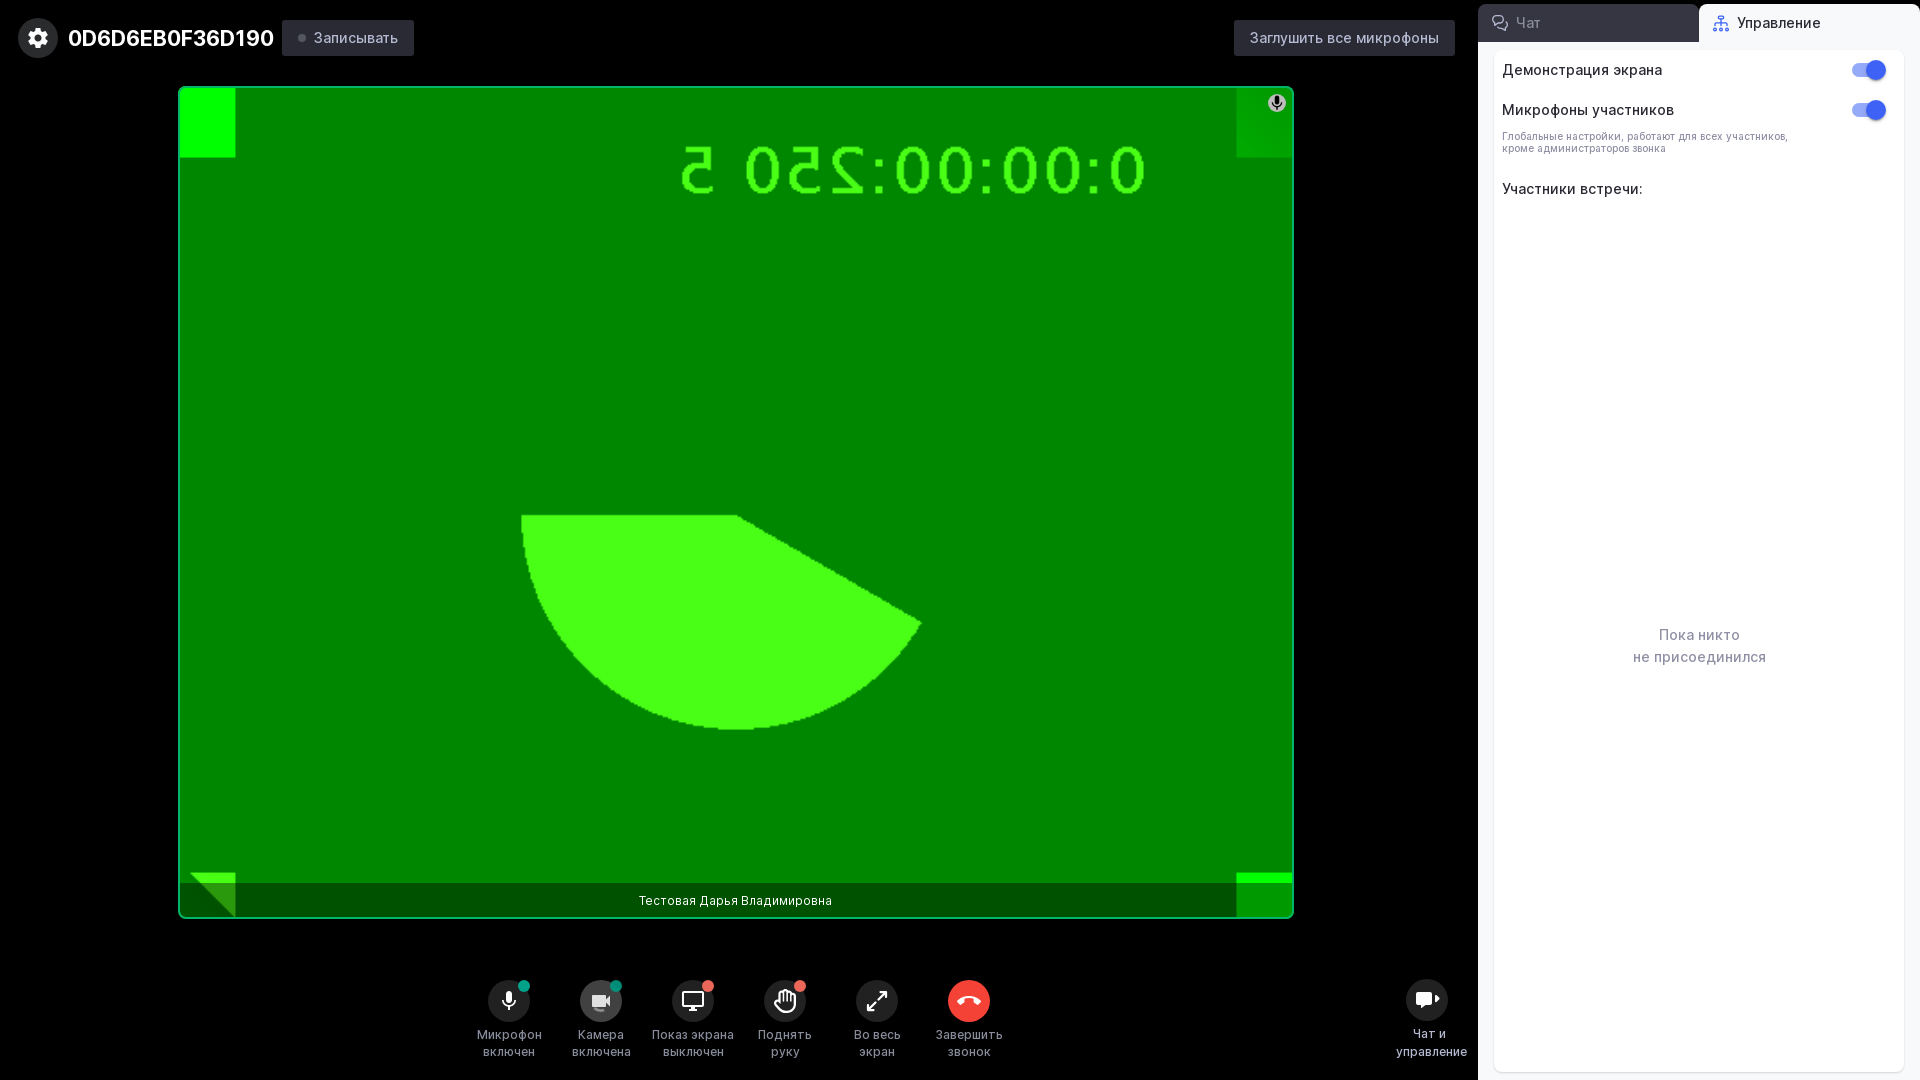 0D6D6EB0F36D190
Записывать
Заглушить все микрофоны
0:00:00:250 5
Тестовая Дарья Владимировна
Микрофон
включен
Камера
включена
Показ экрана
выключен
Поднять
руку
Во весь
экран
Завершить
звонок
Чат и
управление
Чат
Управление
Демонстрация экрана
Микрофоны участников
Глобальные настройки, работают для всех участников,
кроме администраторов звонка
Участники встречи:
Пока никто
не присоединился